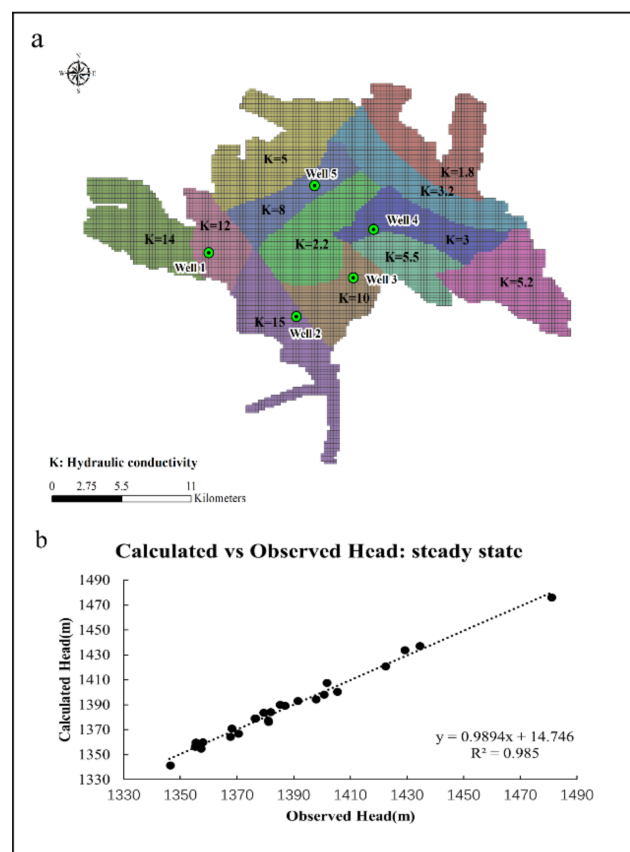 a
N
W E
S
K=5
K=1.8
Well 5
K=3.2
K=8
K=12
Well 4
K=14
K=2.2
K=3
K=5.5
Well 1
Well 3
K=5.2
K=10
K=15
Well 2
K: Hydraulic conductivity
0 2.75 5.5 11
Kilometers
b
Calculated vs Observed Head: steady state
1490
1470
1450
1430
1410
1390
1370
1350
1330
Calculated Head(m)
y = 0.9894x + 14.746
R² = 0.985
1330 1350 1370 1390 1410 1430 1450 1470 1490
Observed Head(m)